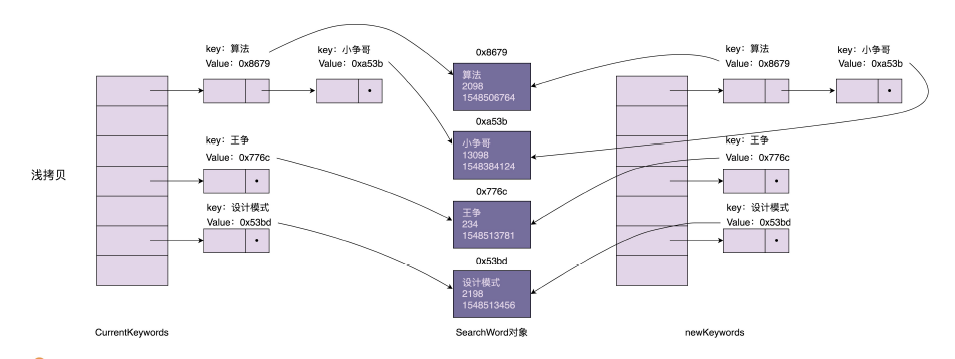 浅拷贝
key：算法
Value：0x8679
key：小争哥
Value：0xa53b
key：王争
Value：0x776c
key：设计模式
Value：0x53bd
CurrentKeywords
0x8679
算法
2098
1548506764
0xa53b
小争哥
13098
1548384124
0x776c
王争
234
1548513781
0x53bd
设计模式
2198
1548513456
SearchWord对象
key：算法
Value：0x8679
key：小争哥
Value：0xa53b
key：王争
Value：0x776c
key：设计模式
Value：0x53bd
newKeywords